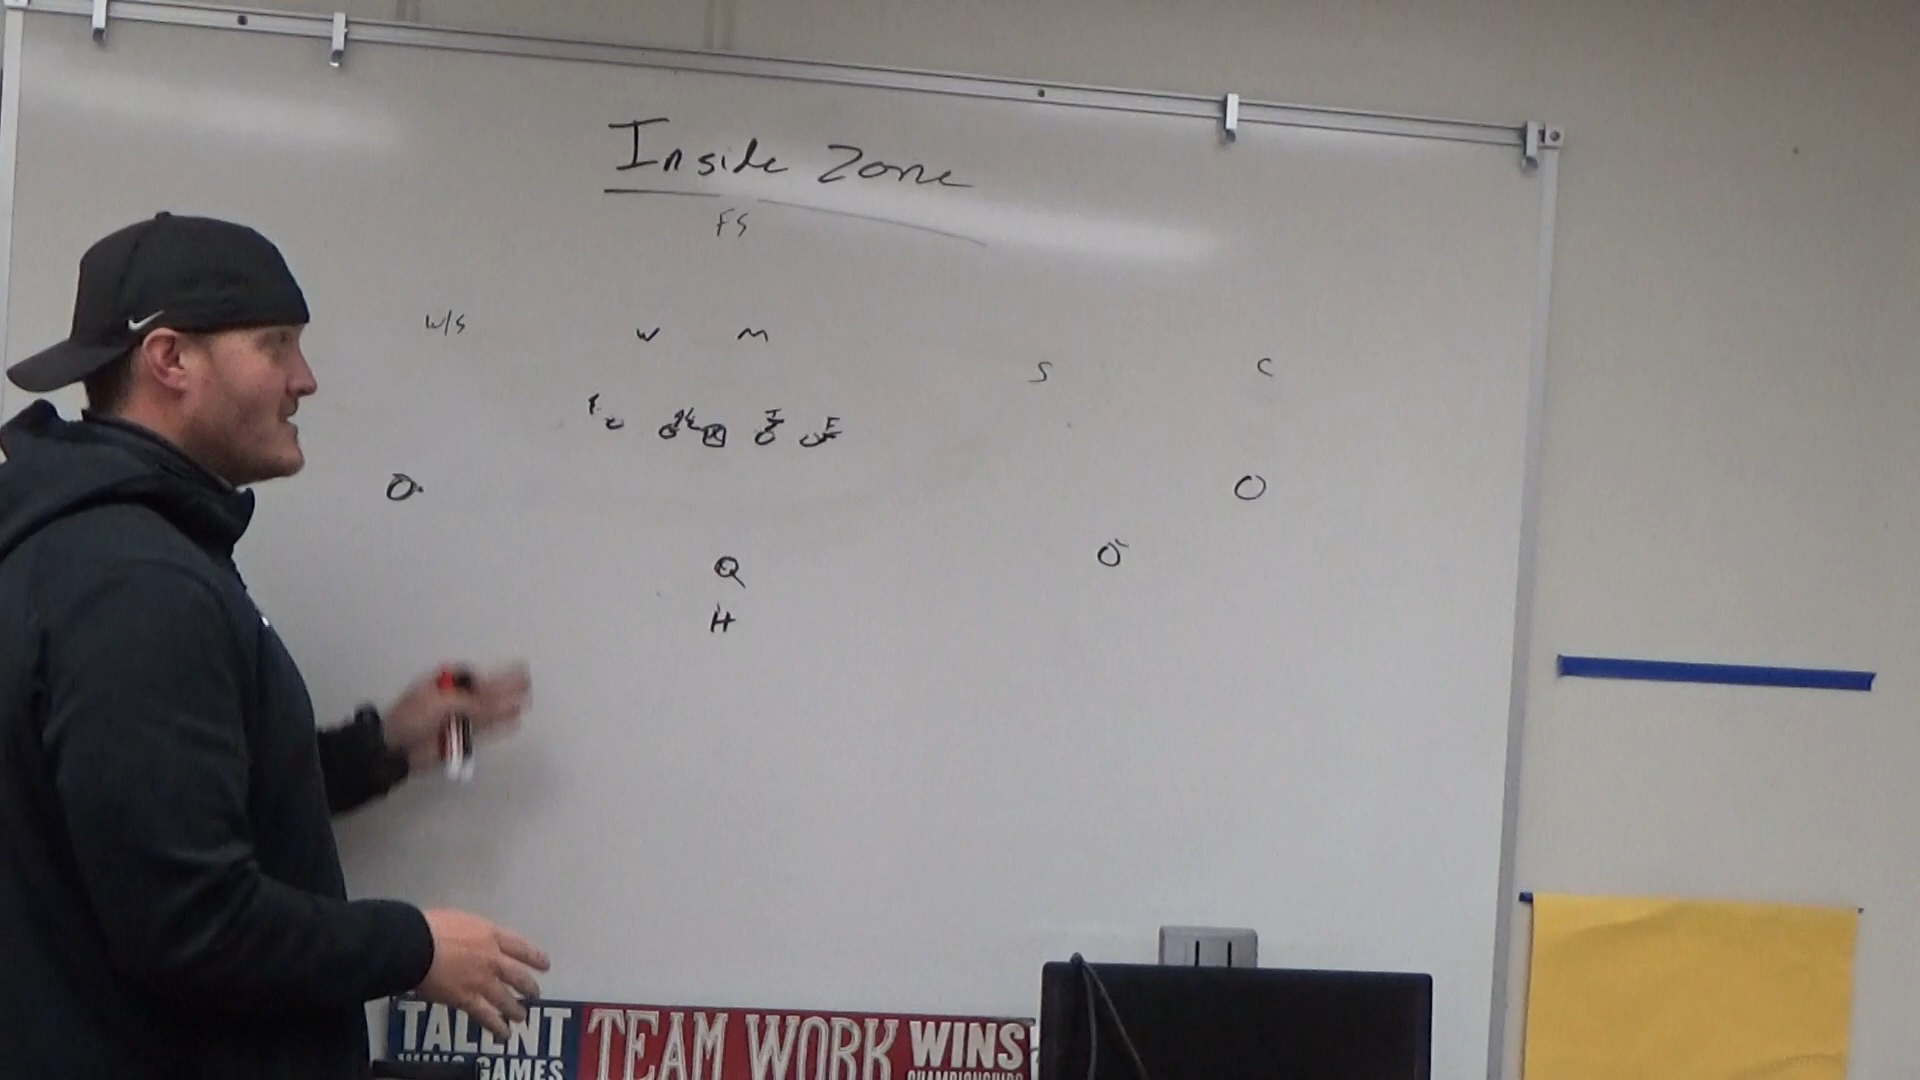 Inside Zone
FS
W/S W M
S C
T E
O O
Q O
H
TALENT TEAM WORK WINS
GAMES